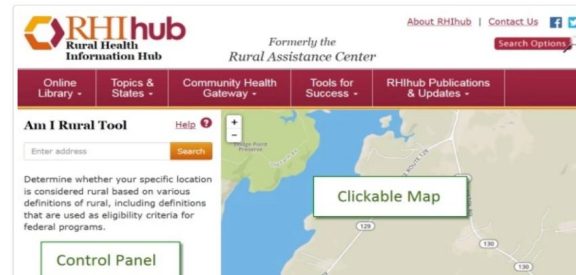 About RHIhub | Contact Us
RHIhub
Rural Health
Information Hub
Formerly the
Rural Assistance Center
Search Options
Online
Library
Topics &
States
Community Health
Gateway
Tools for
Success
RHIhub Publications
& Updates
Am I Rural Tool
Help ?
Enter address
Search
Determine whether your specific location
is considered rural based on various
definitions of rural, including definitions
that are used as eligibility criteria for
federal programs.
Control Panel
+
-
Point
Preserve
Clickable Map
129
130
130